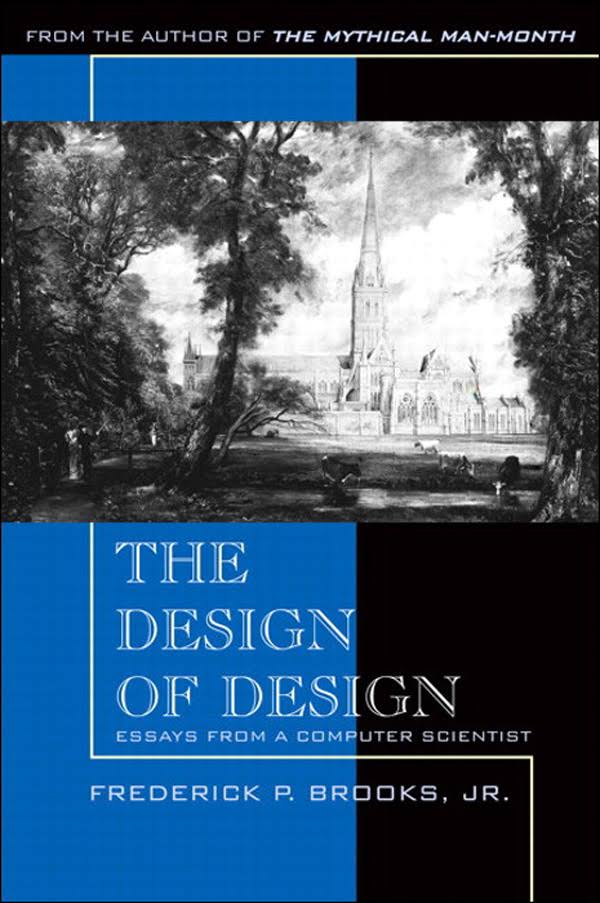 FROM THE AUTHOR OF THE MYTHICAL MAN-MONTH
THE
DESIGN
OF DESIGN
ESSAYS FROM A COMPUTER SCIENTIST
FREDERICK P. BROOKS, JR.